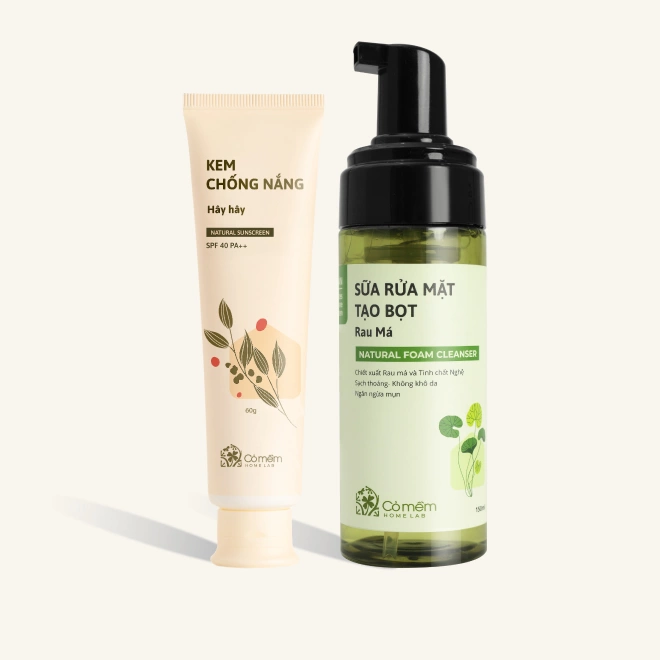 KEM
CHỐNG NẮNG
Hây hây
NATURAL SUNSCREEN
SPF 40 PA++
60g
Cỏ mềm
HOME LAB
SỮA RỬA MẶT
TẠO BỌT
Rau Má
NATURAL FOAM CLEANSER
Chiết xuất Rau má và Tinh chất Nghệ
Sạch thoáng- Không khô da
Ngăn ngừa mụn
Cỏ mềm
HOME LAB